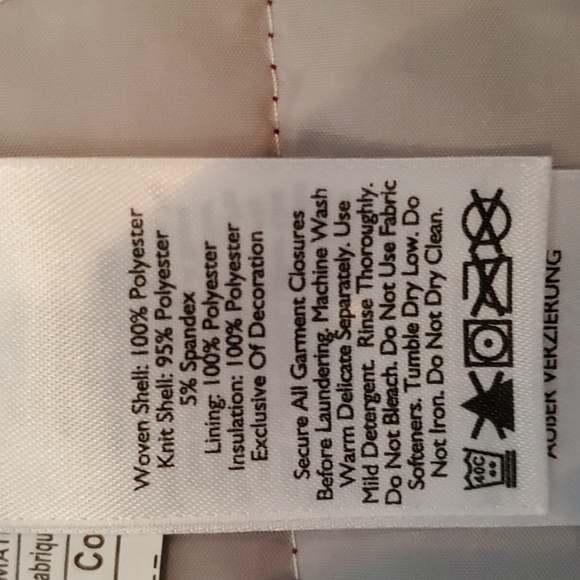 Woven Shell: 100% Polyester
Knit Shell: 95% Polyester
5% Spandex
Lining: 100% Polyester
Insulation: 100% Polyester
Exclusive Of Decoration
Secure All Garment Closures
Before Laundering. Machine Wash
Warm Delicate Separately. Use
Mild Detergent. Rinse Thoroughly.
Do Not Bleach. Do Not Use Fabric
Softeners. Tumble Dry Low. Do
Not Iron. Do Not Dry Clean.
40C
AUßER VERZIERUNG
abriqu
Co